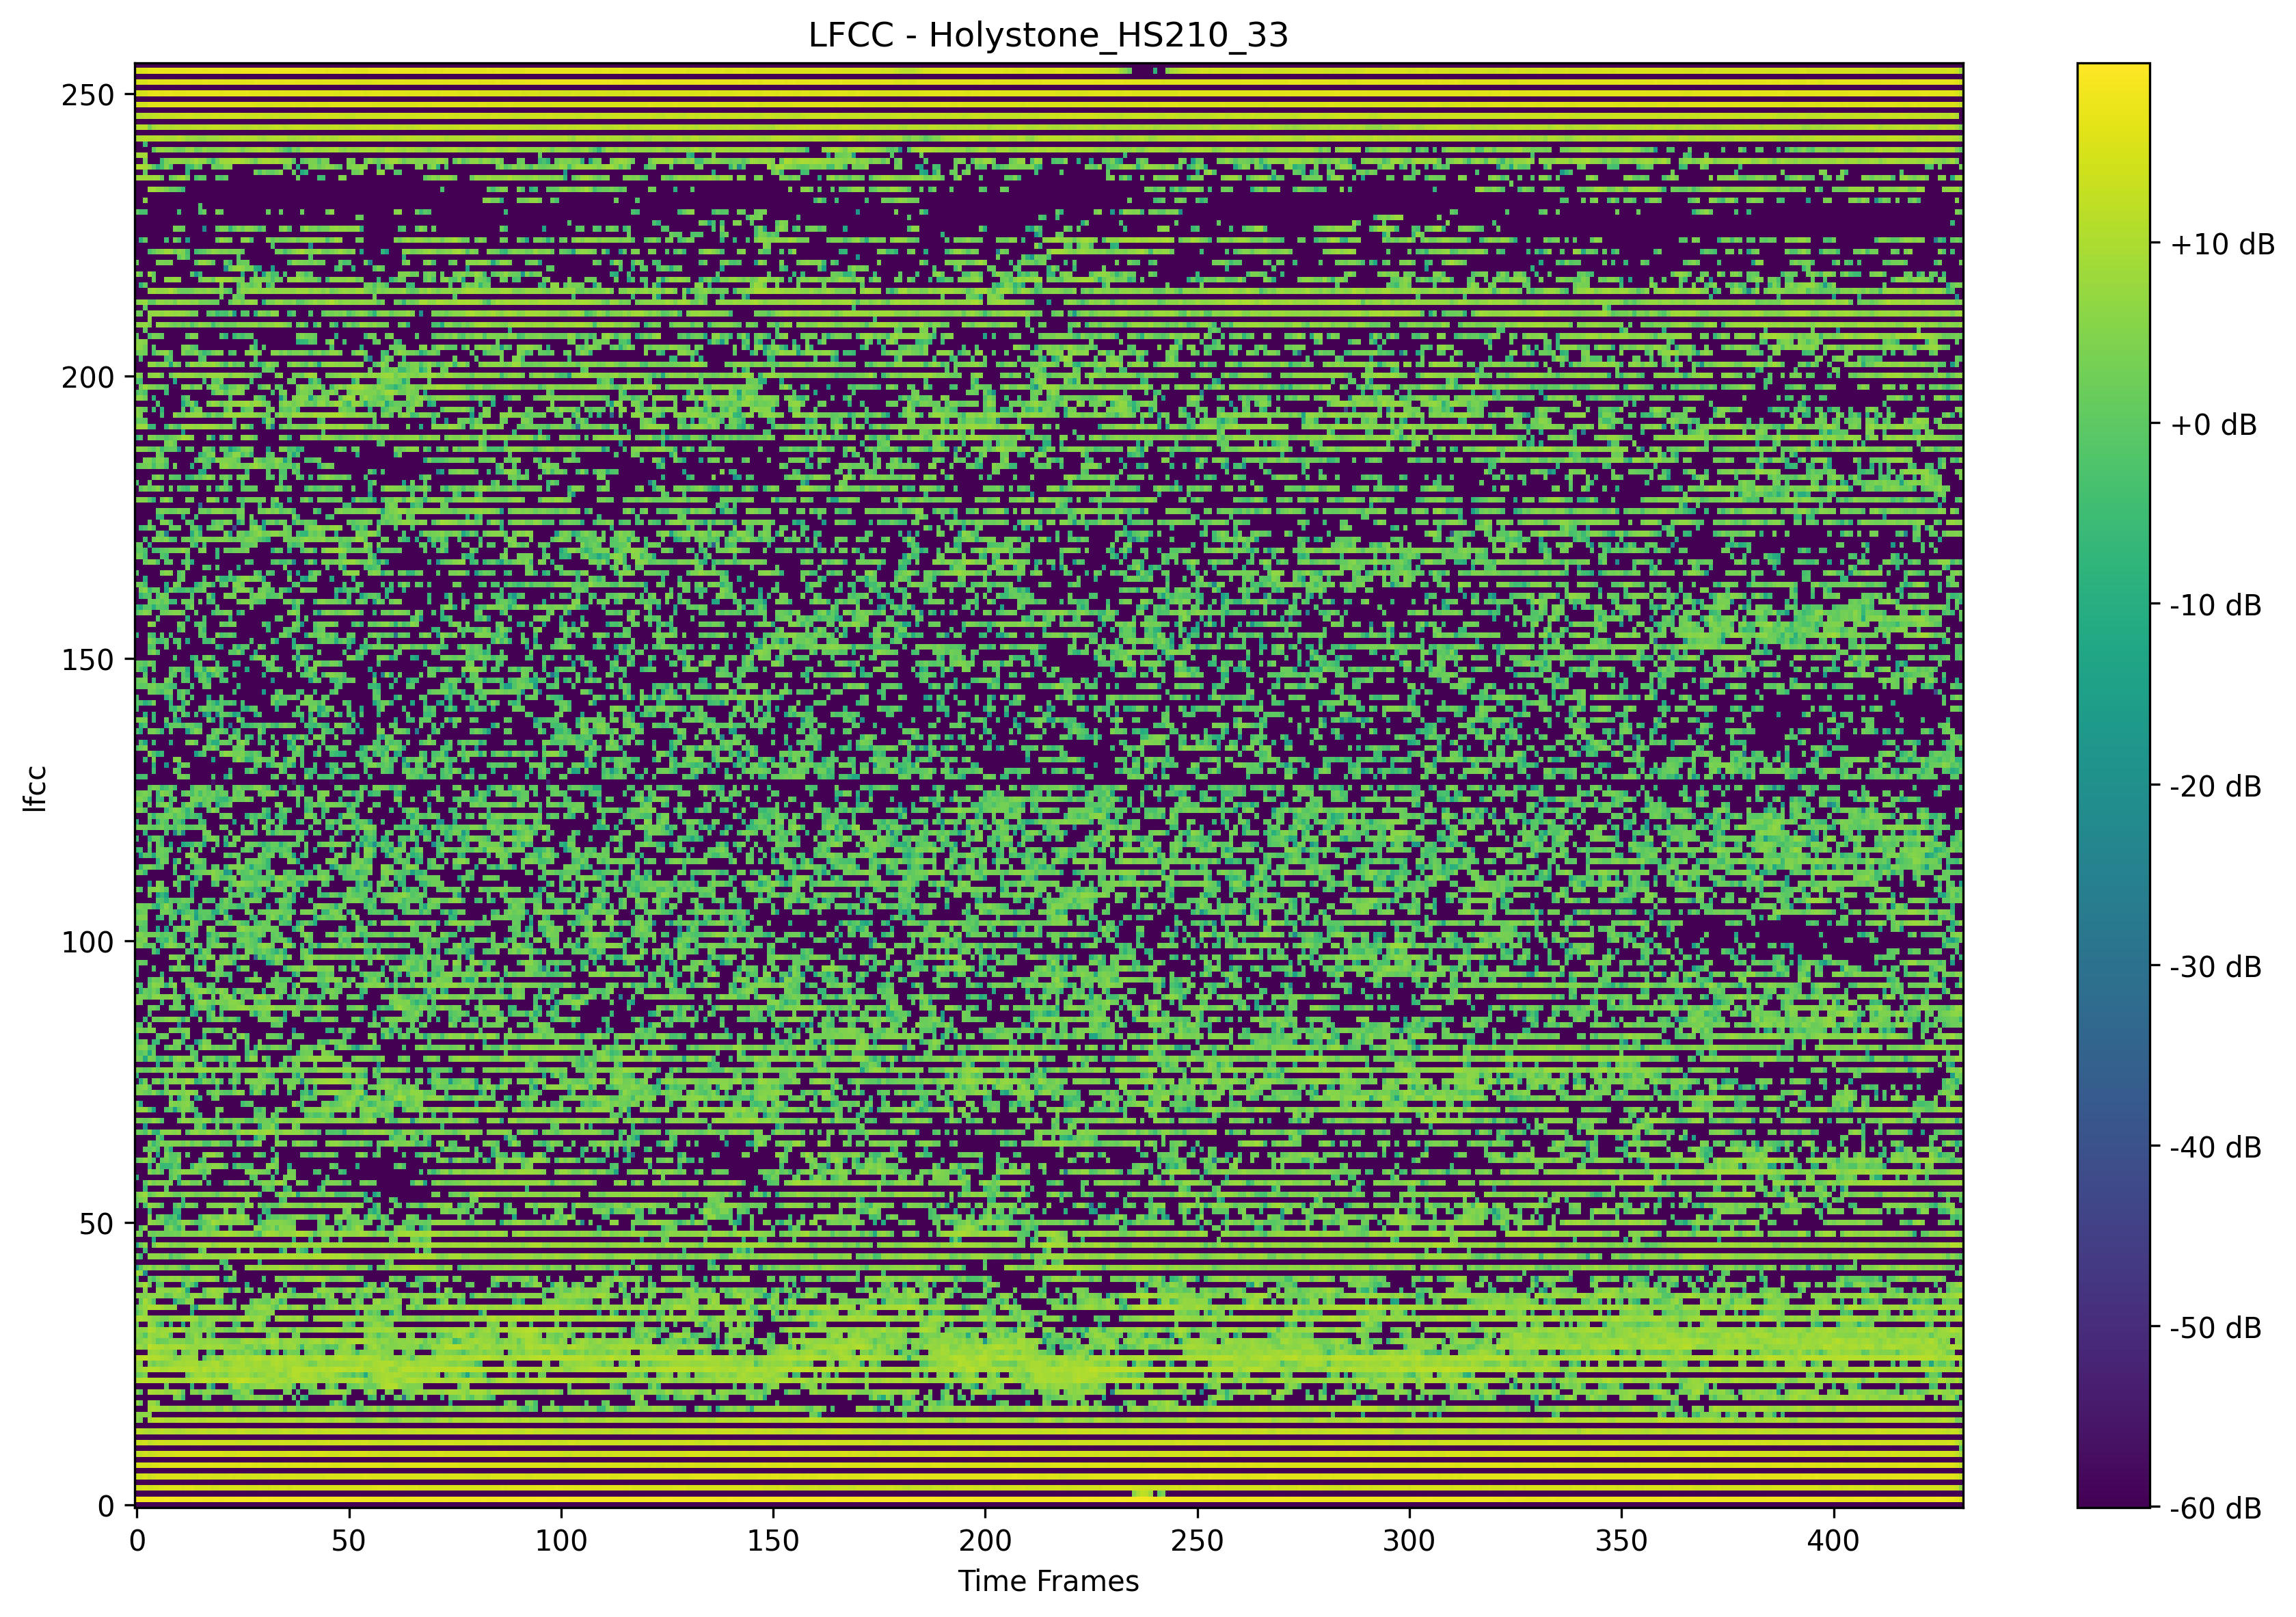 LFCC - Holystone_HS210_33
250
200
150
100
50
0
lfcc
0 50 100 150 200 250 300 350 400
Time Frames
+10 dB
+0 dB
-10 dB
-20 dB
-30 dB
-40 dB
-50 dB
-60 dB